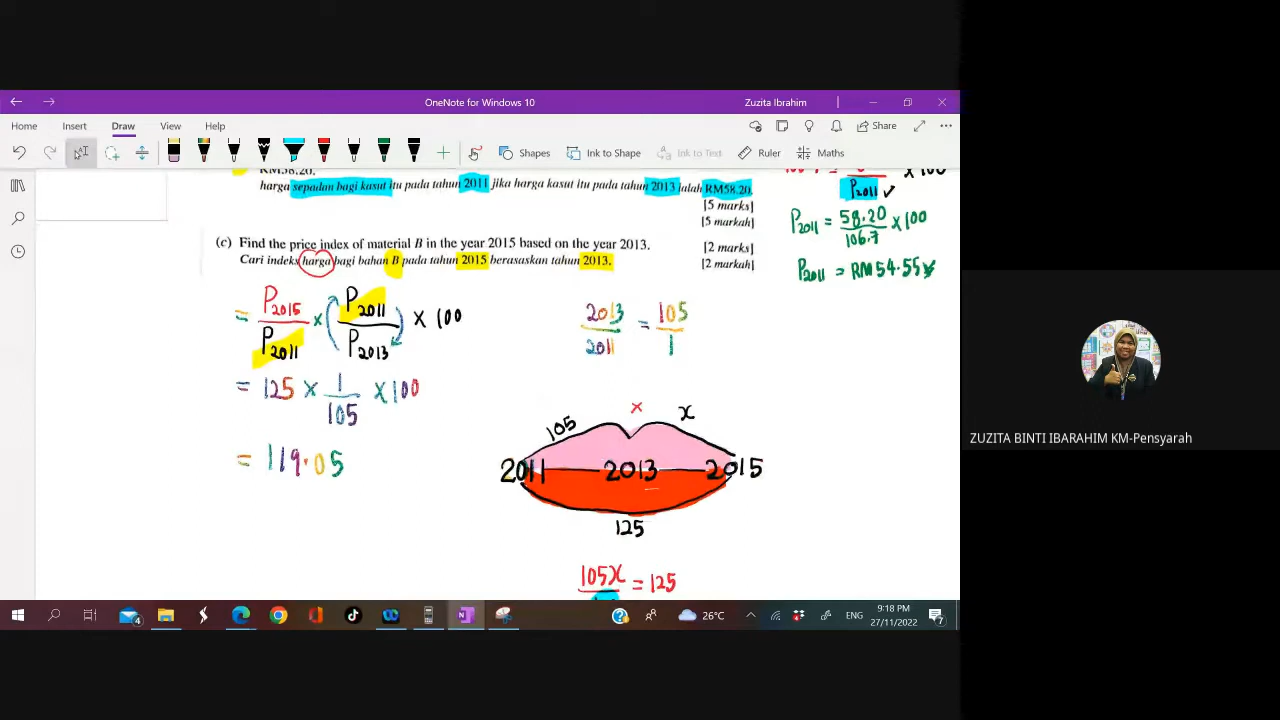 OneNote for Windows 10
Zuzita Ibrahim
Home Insert Draw View Help
Share
Shapes Ink to Shape Ink to Text Ruler Maths
RM58.20.
harga sepadan bagi kasut itu pada tahun 2011 jika harga kasut itu pada tahun 2013 ialah RM58.20.
[5 marks]
[5 markah]
(c) Find the price index of material B in the year 2015 based on the year 2013.
[2 marks]
Cari indeks harga bagi bahan B pada tahun 2015 berasaskan tahun 2013.
[2 markah]
P2011
P2011 = 58.20 / 106.7 × 100
P2011 = RM54.55
= P2015 / P2011 × P2011 / P2013 × 100
= 125 × 1 / 105 × 100
= 119.05
2013 / 2011 = 105 / 1
105 × x
2011 2013 2015
125
105x = 125
ZUZITA BINTI IBARAHIM KM-Pensyarah
4
26°C
ENG
9:18 PM
27/11/2022
7